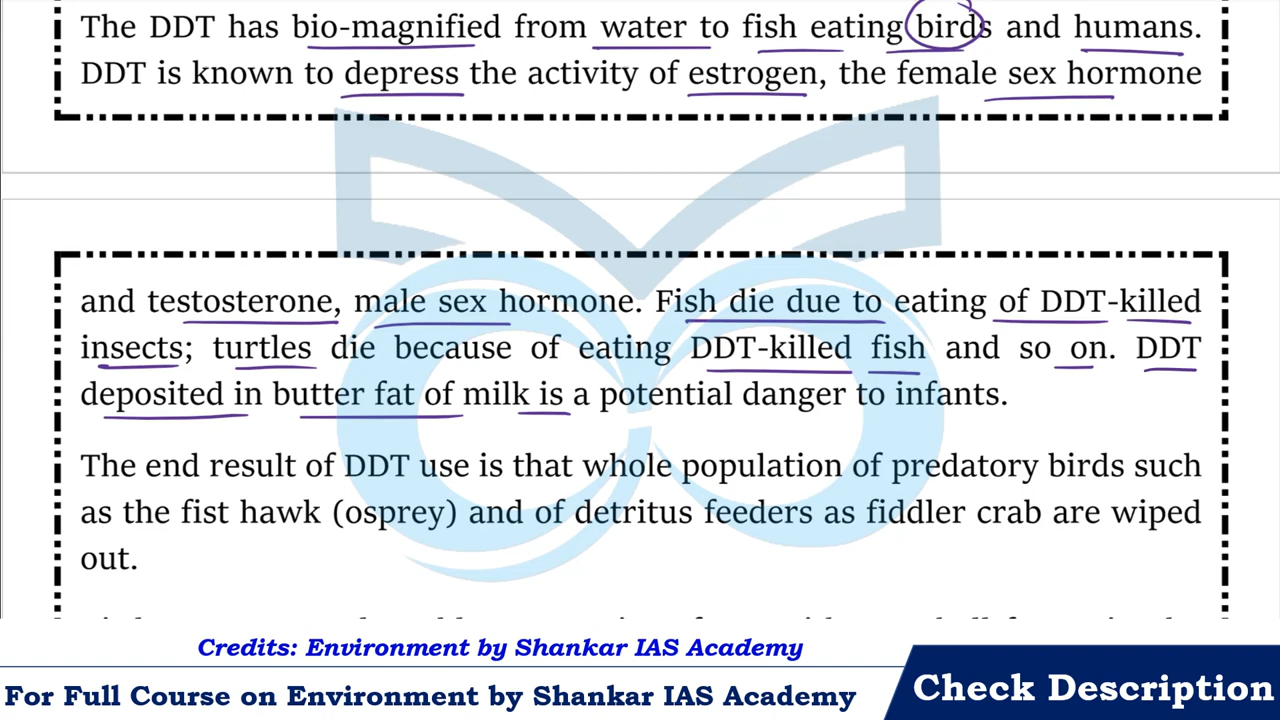 The DDT has bio-magnified from water to fish eating birds and humans.
DDT is known to depress the activity of estrogen, the female sex hormone
and testosterone, male sex hormone. Fish die due to eating of DDT-killed
insects; turtles die because of eating DDT-killed fish and so on. DDT
deposited in butter fat of milk is a potential danger to infants.
The end result of DDT use is that whole population of predatory birds such
as the fist hawk (osprey) and of detritus feeders as fiddler crab are wiped
out.
Credits: Environment by Shankar IAS Academy
For Full Course on Environment by Shankar IAS Academy
Check Description